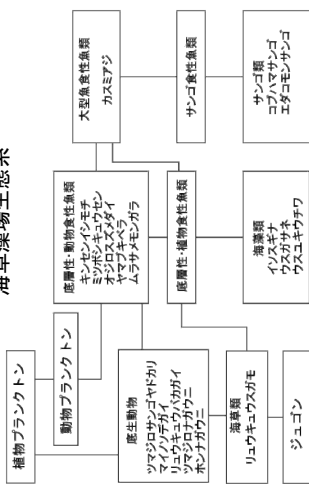 海草藻場生態系
植物プランクトン
動物プランクトン
底生動物
ツマジロサンゴヤドカリ
マイノソデガイ
リュウキュウバカガイ
ツマジロナガウニ
ホンナガウニ
海草類
リュウキュウスガモ
ジュゴン
底層性・動物食性魚類
キンセンイシモチ
ミツボシキュウセン
オジロスズメダイ
ヤマブキベラ
ムラサメモンガラ
底層性・植物食性魚類
海藻類
イソスギナ
ウスガサネ
ウスユキウチワ
大型魚食性魚類
カスミアジ
サンゴ食性魚類
サンゴ類
コブハマサンゴ
エダコモンサンゴ